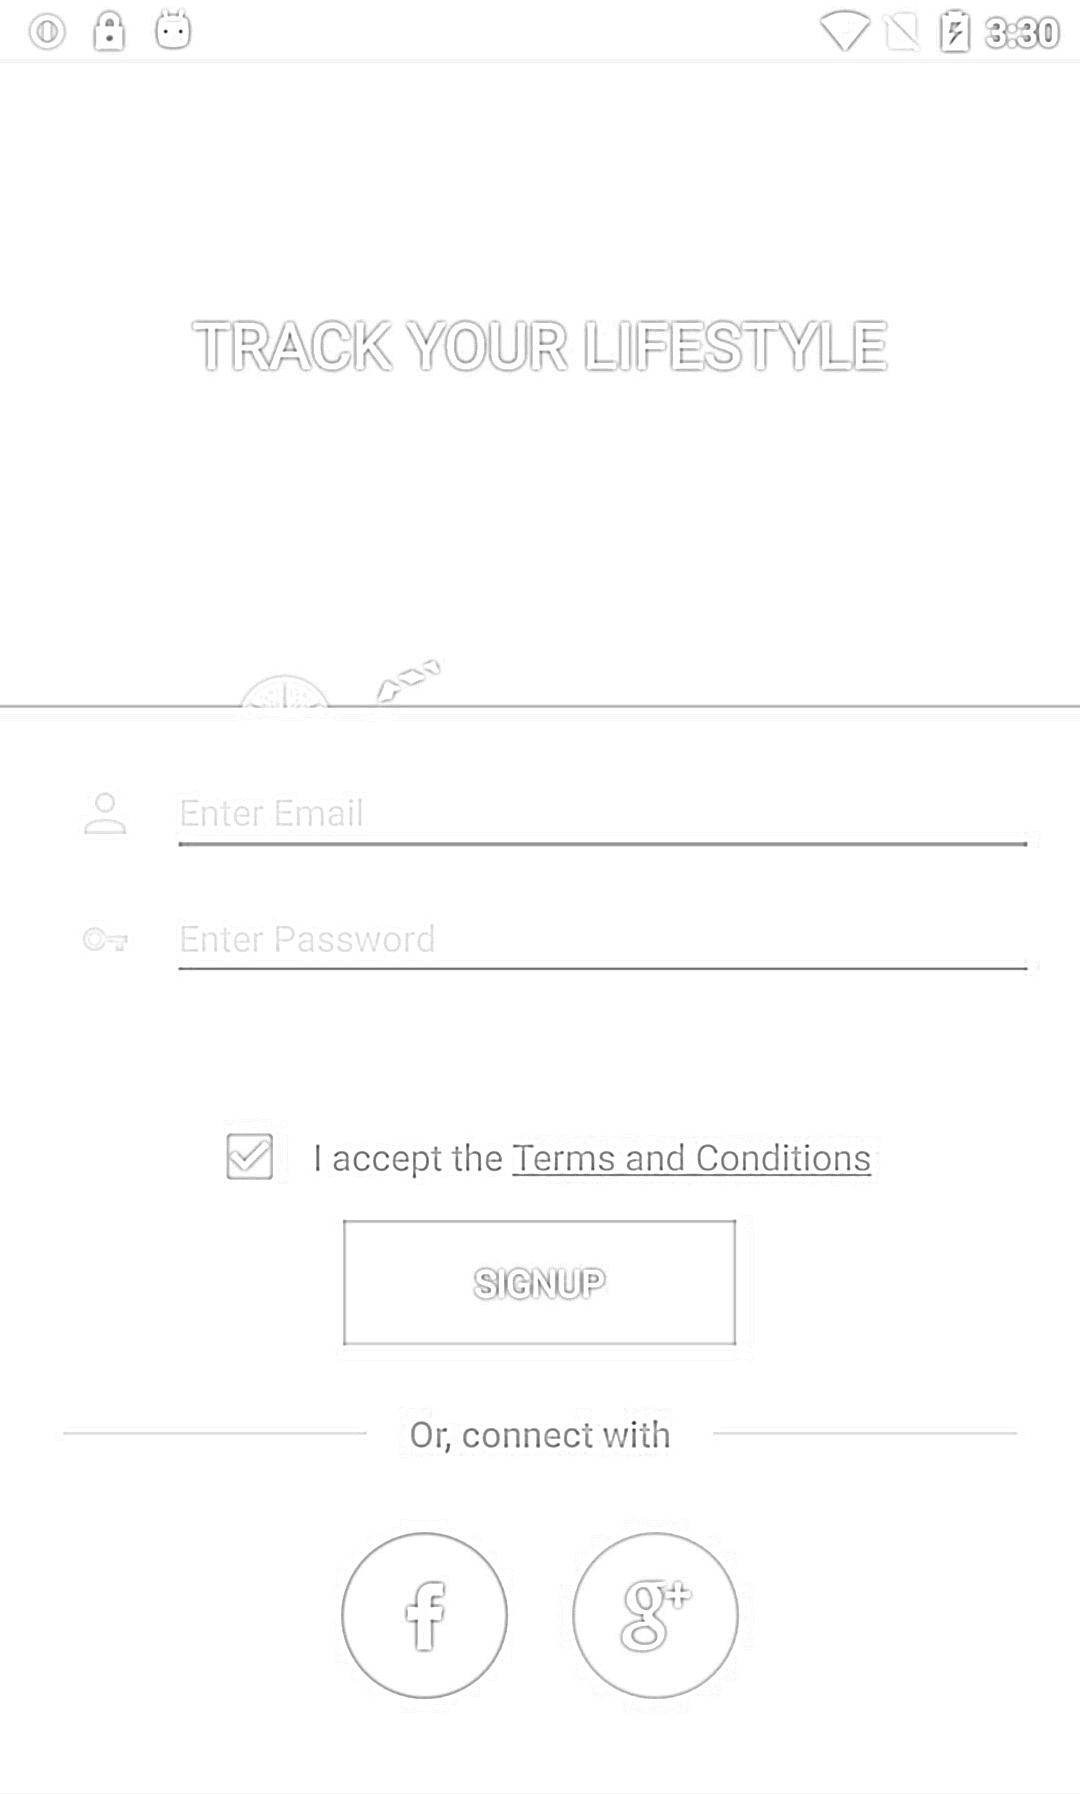 3:30
TRACK YOUR LIFESTYLE
Enter Email
Enter Password
I accept the Terms and Conditions
SIGNUP
Or, connect with
f
g+